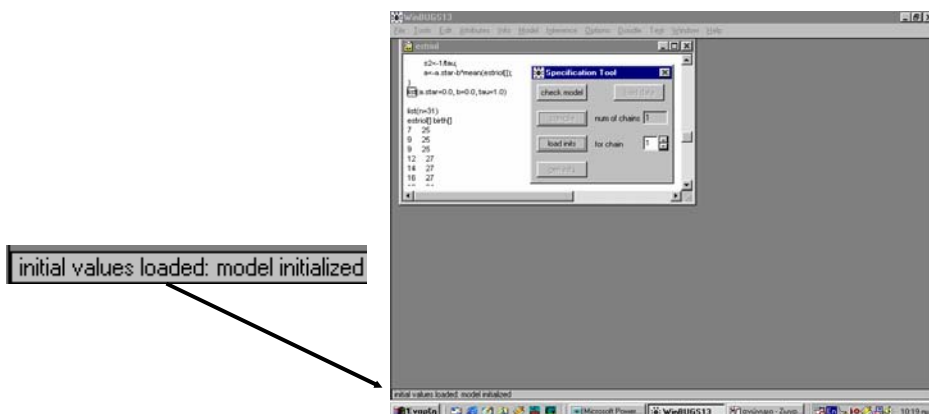 WinBUGS13
File Tools Edit Attributes Info Model Inference Options Doodle Text Window Help
estriol
s2<-1/tau;
a<-a.star-b*mean(estriol[]);
}
list(a.star=0.0, b=0.0, tau=1.0)
list(n=31)
estriol[] birth[]
7 25
9 25
9 25
12 27
14 27
16 27
Specification Tool
check model load data
compile num of chains 1
load inits for chain 1
gen inits
initial values loaded: model initialized
initial values loaded: model initialized
Έναρξη Microsoft Power... WinBUGS13 10:19